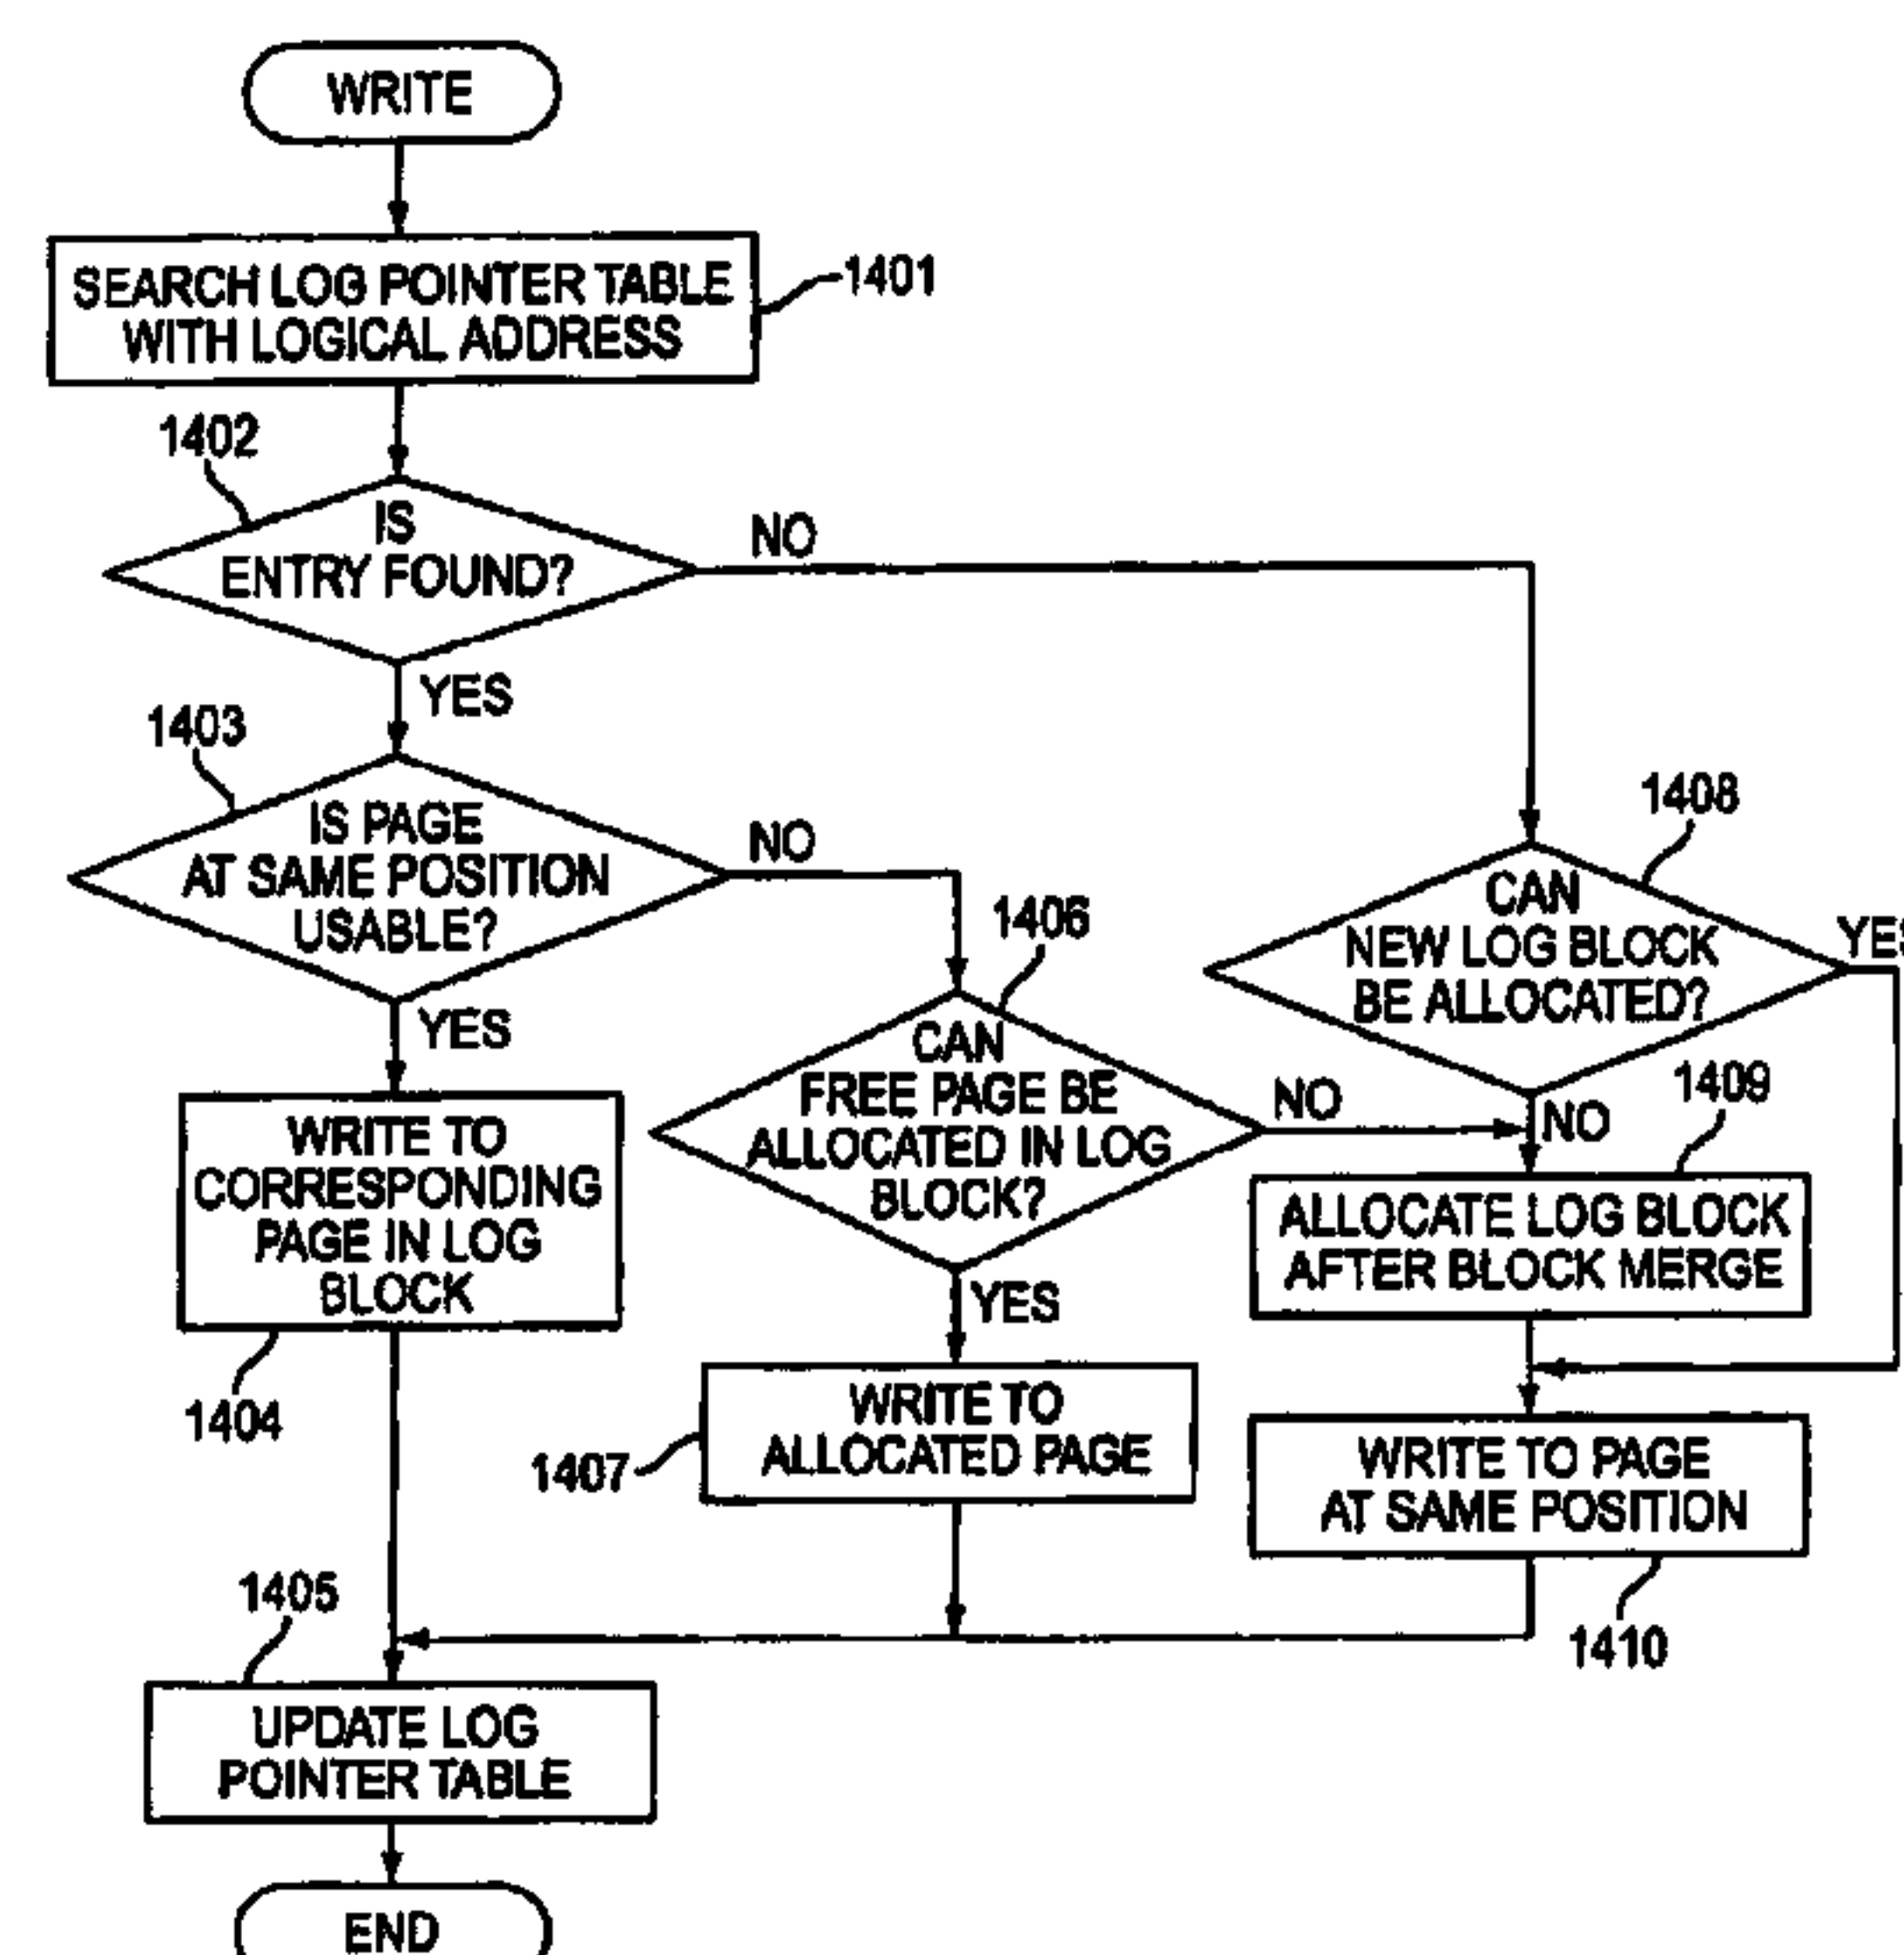 WRITE
SEARCH LOG POINTER TABLE
WITH LOGICAL ADDRESS
1401
1402
IS
ENTRY FOUND?
NO
YES
1403
IS PAGE
AT SAME POSITION
USABLE?
NO
YES
1408
CAN
NEW LOG BLOCK
BE ALLOCATED?
YES
NO
1406
CAN
FREE PAGE BE
ALLOCATED IN LOG
BLOCK?
NO
YES
WRITE TO
CORRESPONDING
PAGE IN LOG
BLOCK
1404
1409
ALLOCATE LOG BLOCK
AFTER BLOCK MERGE
WRITE TO
ALLOCATED PAGE
1407
WRITE TO PAGE
AT SAME POSITION
1410
1405
UPDATE LOG
POINTER TABLE
END